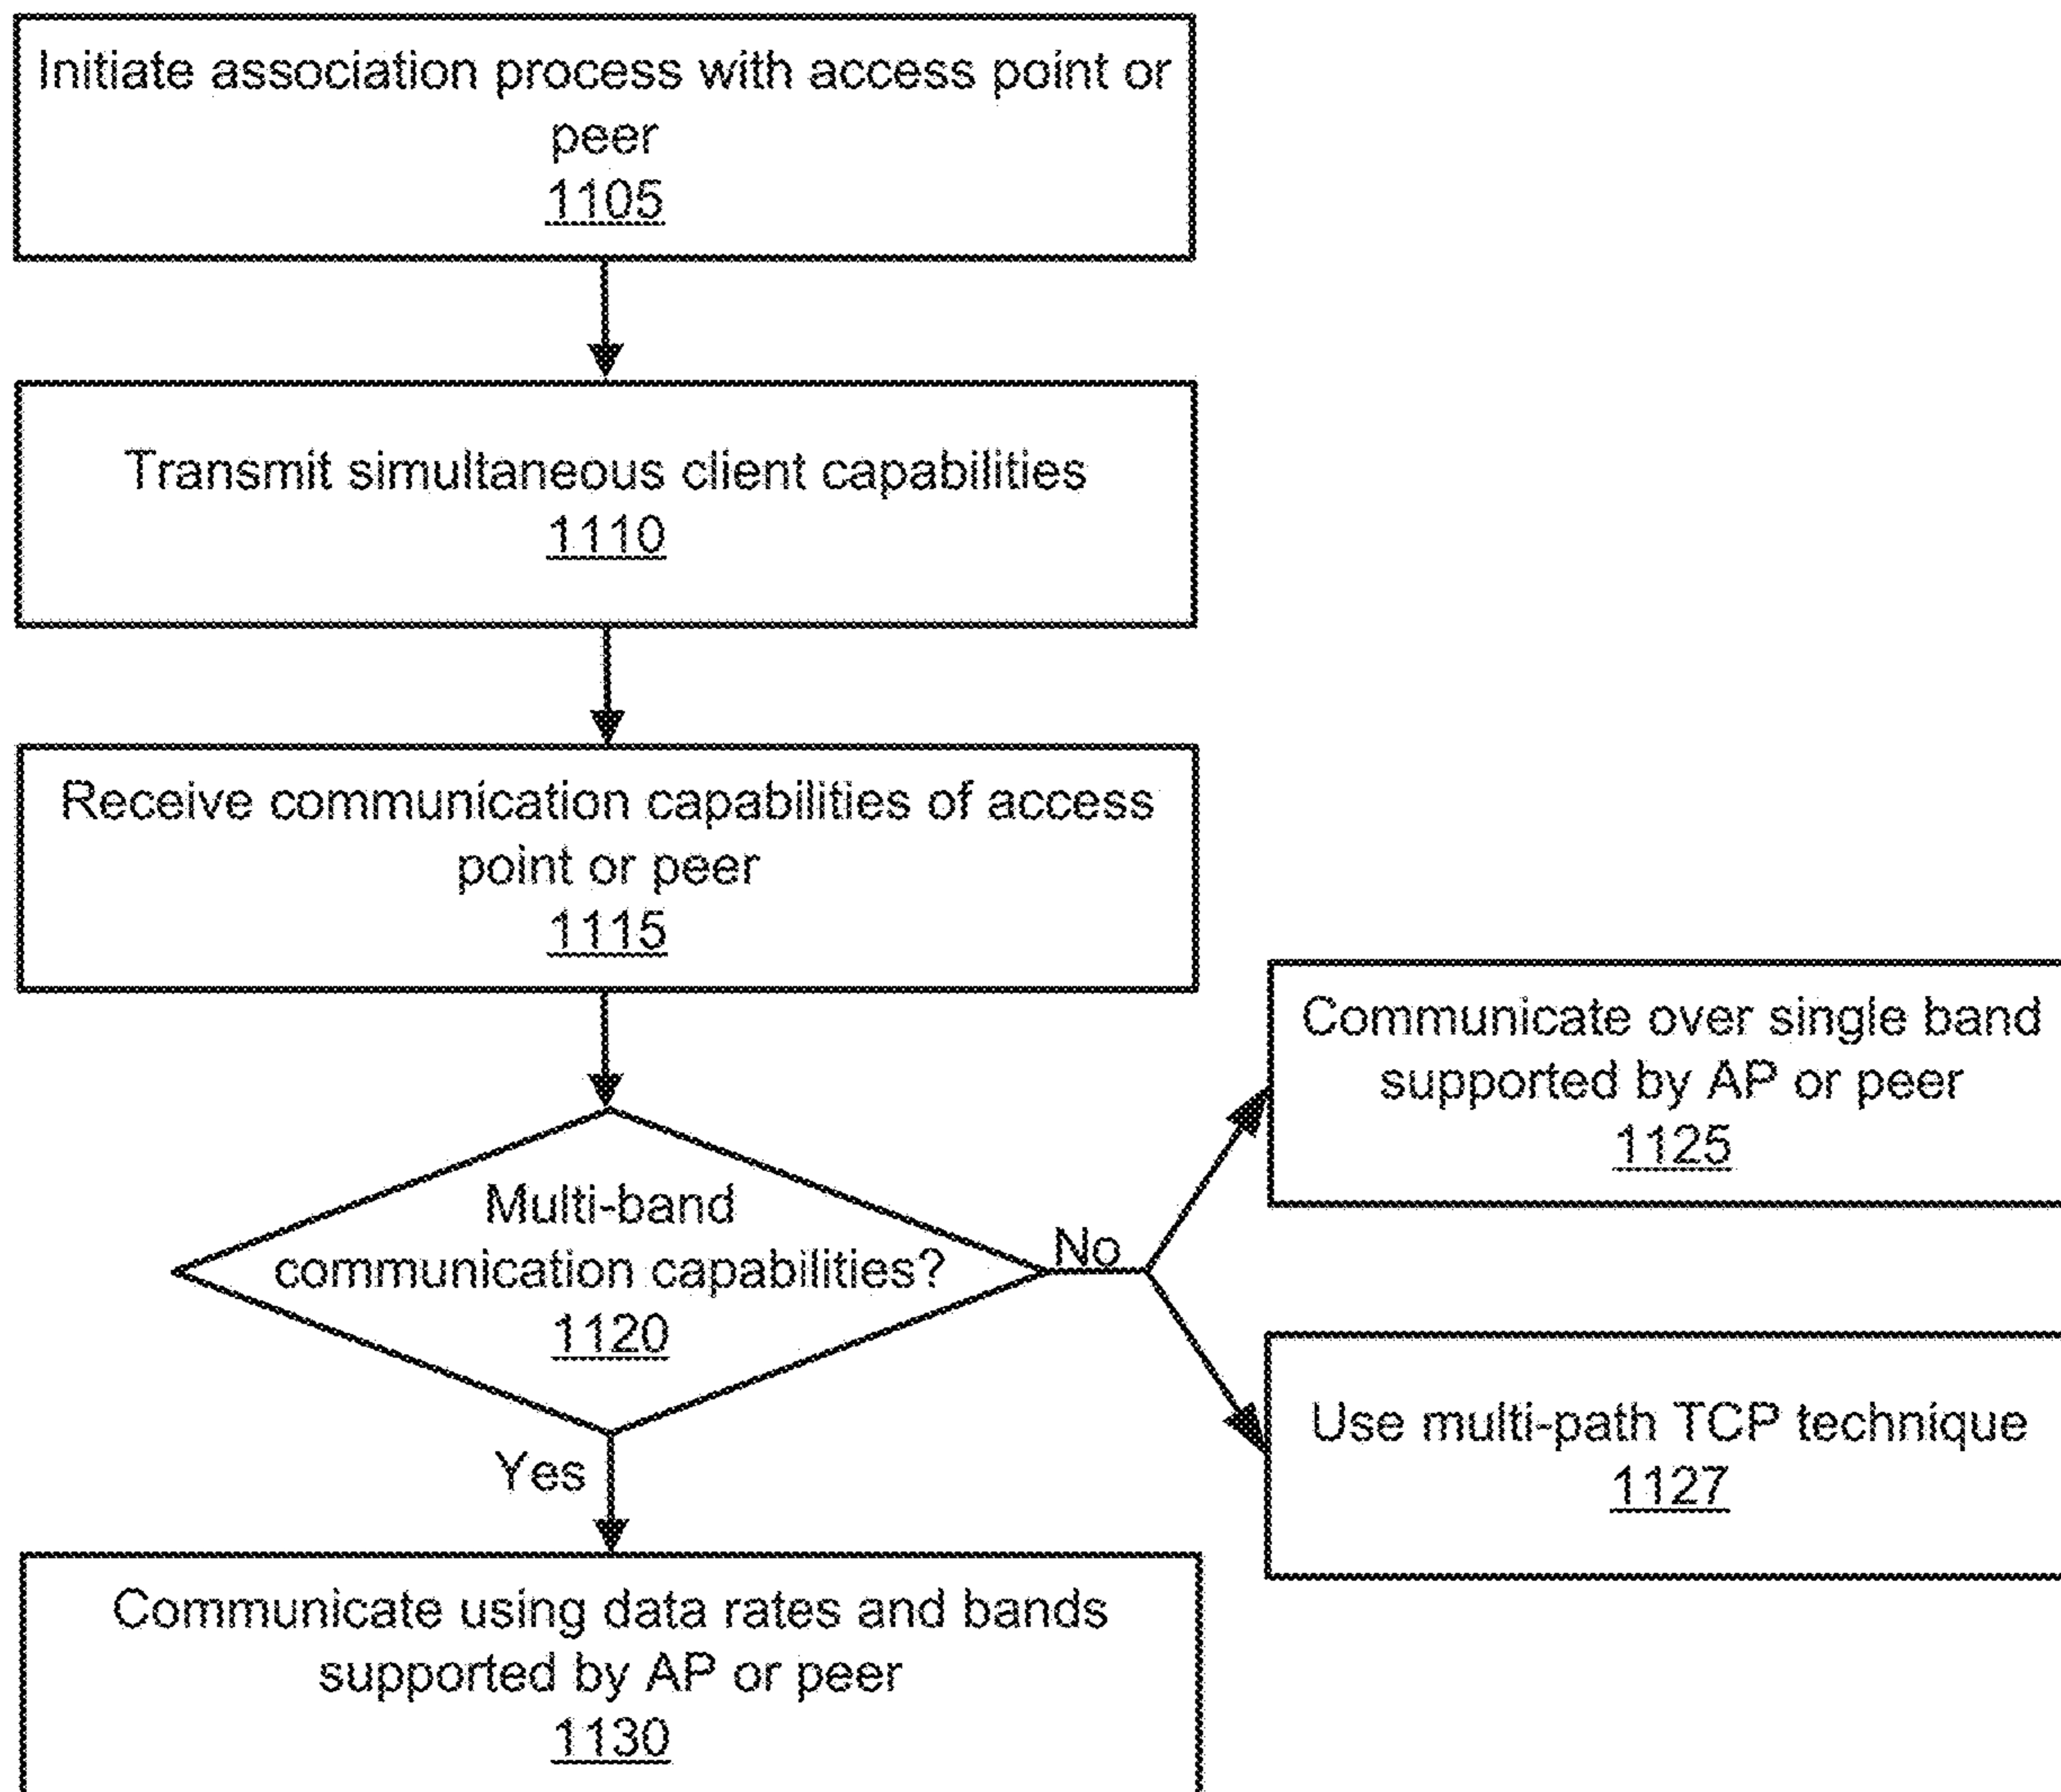 Initiate association process with access point or
peer
1105
Transmit simultaneous client capabilities
1110
Receive communication capabilities of access
point or peer
1115
Multi-band
communication capabilities?
1120
No
Communicate over single band
supported by AP or peer
1125
Use multi-path TCP technique
1127
Yes
Communicate using data rates and bands
supported by AP or peer
1130